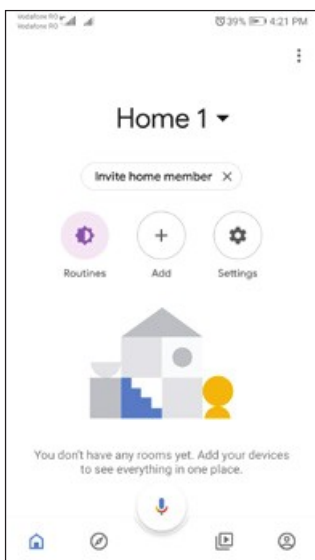 Vodafone RO
Vodafone RO
39% 4:21 PM
Home 1
Invite home member
Routines Add Settings
You don't have any rooms yet. Add your devices
to see everything in one place.